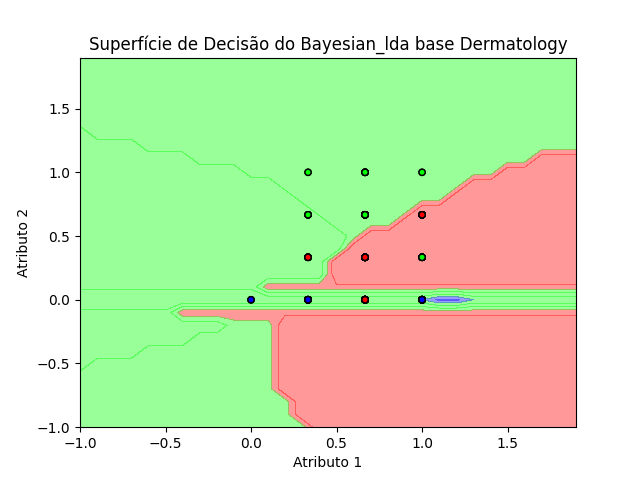 Superfície de Decisão do Bayesian_lda base Dermatology
1.5
1.0
0.5
0.0
−0.5
−1.0
Atributo 2
−1.0 −0.5 0.0 0.5 1.0 1.5
Atributo 1